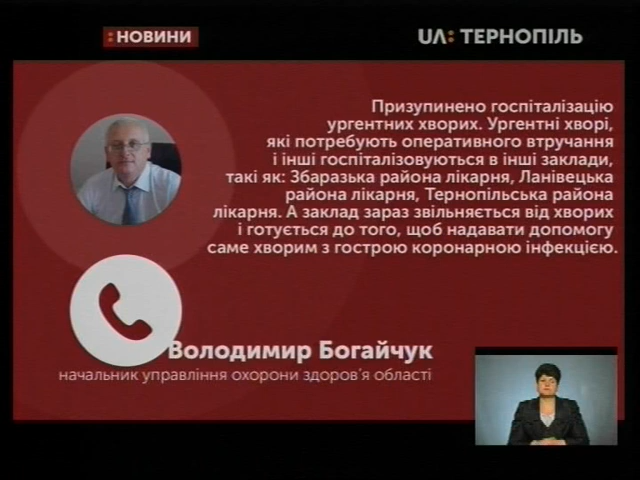 :НОВИНИ
UA: ТЕРНОПІЛЬ
Призупинено госпіталізацію
ургентних хворих. Ургентні хворі,
які потребують оперативного втручання
і інші госпіталізовуються в інші заклади,
такі як: Збаразька районa лікарня, Ланівецька
района лікарня, Тернопільська района
лікарня. А заклад зараз звільняється від хворих
і готується до того, щоб надавати допомогу
саме хворим з гострою коронарною інфекцією.
Володимир Богайчук
начальник управління охорони здоров'я області